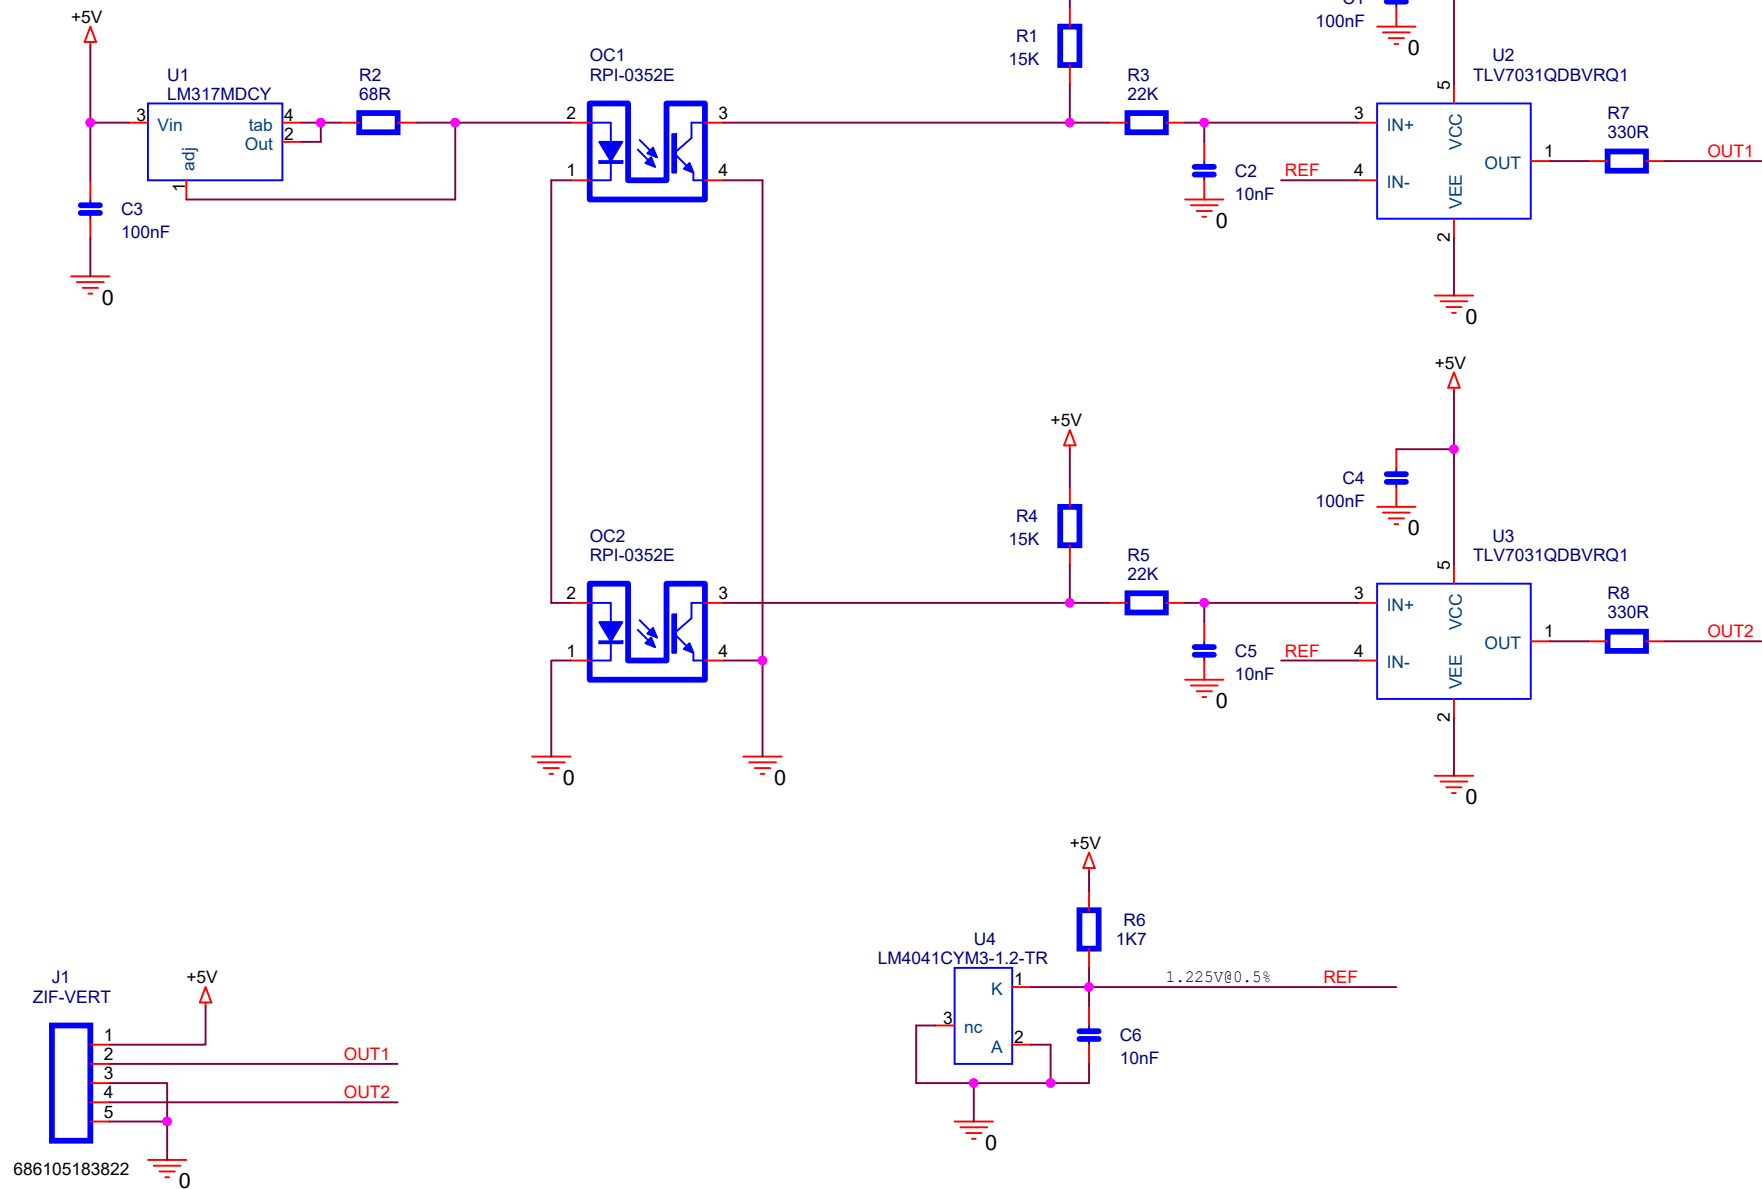 +5V
U1
LM317MDCY
3
Vin
tab
4
Out
2
adj
1
R2
68R
C3
100nF
0
OC1
RPI-0352E
2
1
3
4
R1
15K
R3
22K
C2
10nF
0
100nF
0
U2
TLV7031QDBVRQ1
5
VCC
3
IN+
REF
4
IN-
VEE
2
OUT
1
0
R7
330R
OUT1
OC2
RPI-0352E
2
1
3
4
0
0
+5V
R4
15K
R5
22K
C5
10nF
0
+5V
C4
100nF
0
U3
TLV7031QDBVRQ1
5
VCC
3
IN+
REF
4
IN-
VEE
2
OUT
1
0
R8
330R
OUT2
J1
ZIF-VERT
+5V
1
2
OUT1
3
4
OUT2
5
686105183822
0
+5V
R6
1K7
U4
LM4041CYM3-1.2-TR
K
1
1.225V@0.5%
REF
3
nc
A
2
C6
10nF
0